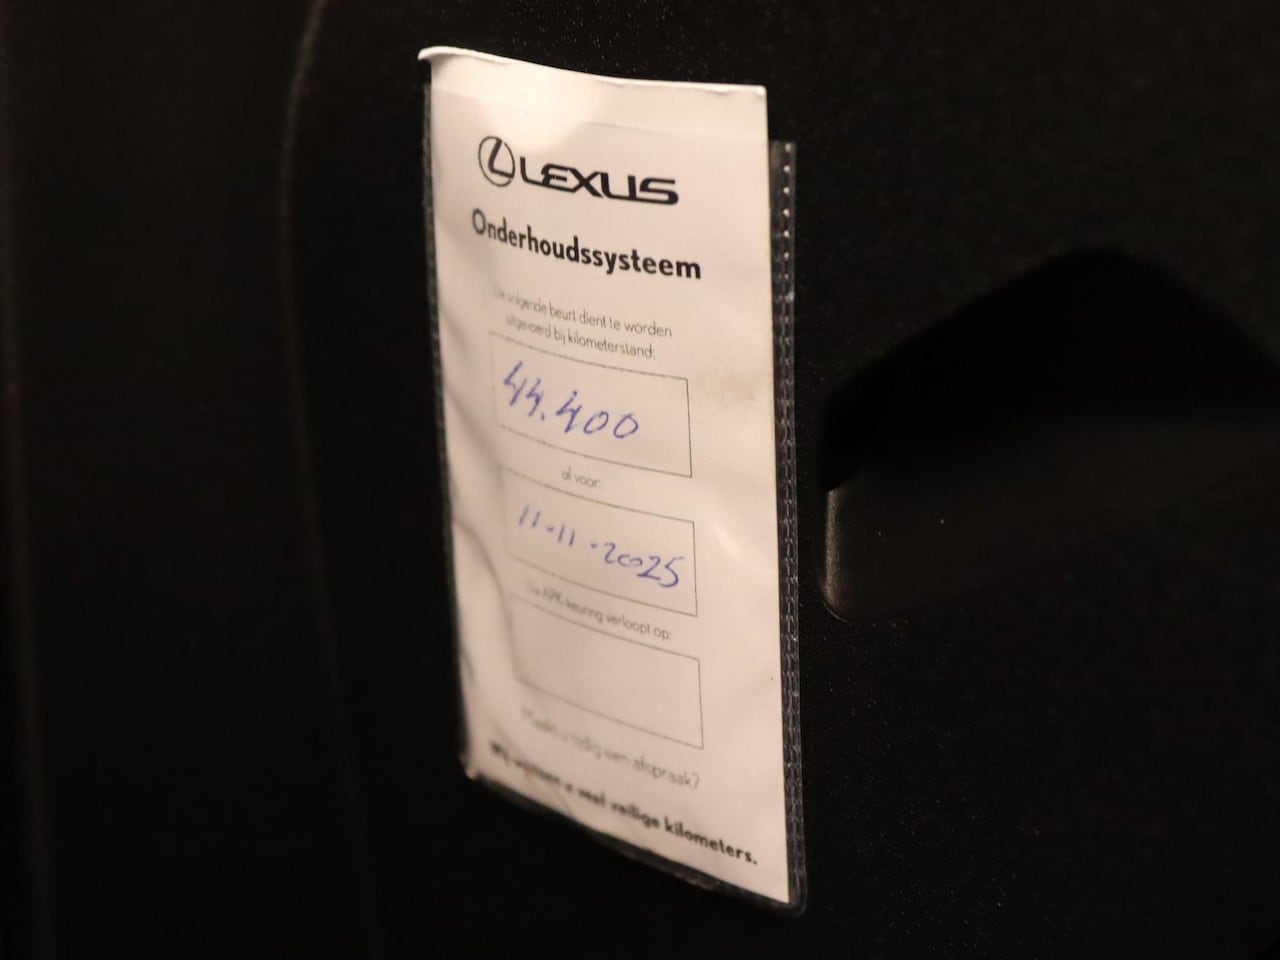 LEXUS
Onderhoudssysteem
Uw volgende beurt dient te worden
uitgevoerd bij kilometerstand:
44.400
of voor:
11-11-2025
Uw APK-keuring verloopt op:
Maakt u tijdig een afspraak?
Wij wensen u veel veilige kilometers.